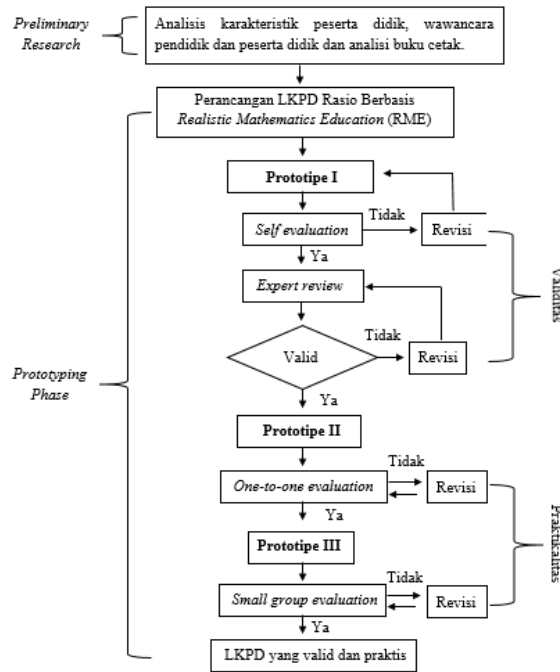 Preliminary
Research
Analisis karakteristik peserta didik, wawancara
pendidik dan peserta didik dan analisi buku cetak.
Perancangan LKPD Rasio Berbasis
Realistic Mathematics Education (RME)
Prototipe I
Tidak
Self evaluation
Revisi
Ya
Expert review
Validitas
Tidak
Valid
Revisi
Prototyping
Phase
Ya
Prototipe II
Tidak
One-to-one evaluation
Revisi
Ya
Praktikalitas
Prototipe III
Tidak
Small group evaluation
Revisi
Ya
LKPD yang valid dan praktis